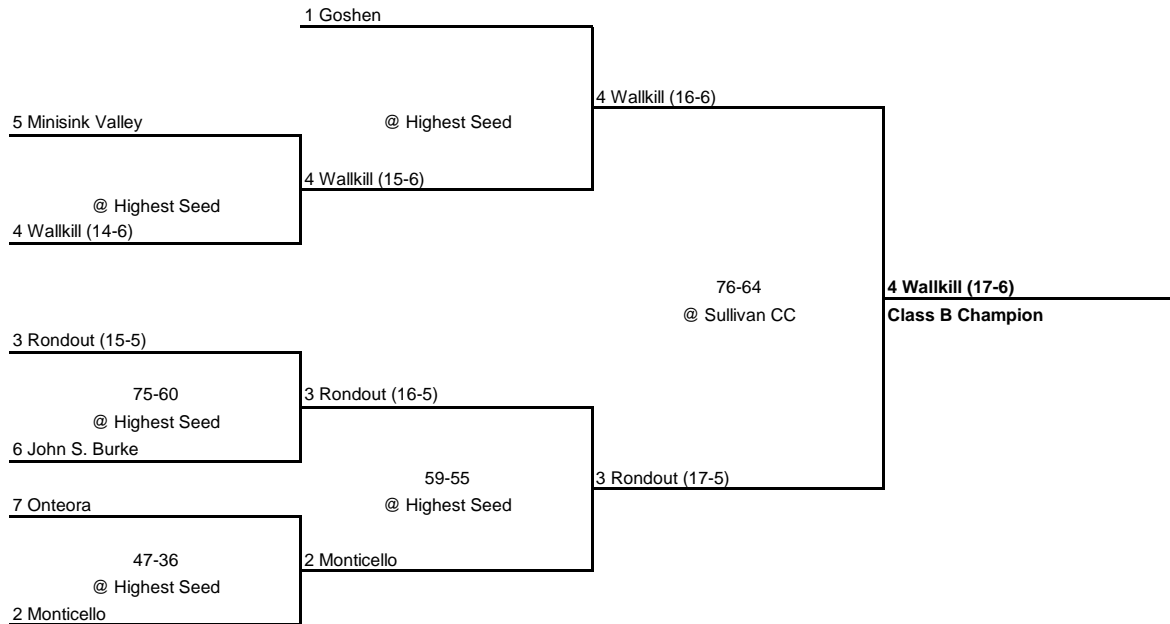 1 Goshen
4 Wallkill (16-6)
5 Minisink Valley
@ Highest Seed
4 Wallkill (15-6)
@ Highest Seed
4 Wallkill (14-6)
76-64
4 Wallkill (17-6)
@ Sullivan CC
Class B Champion
3 Rondout (15-5)
75-60
3 Rondout (16-5)
@ Highest Seed
6 John S. Burke
59-55
3 Rondout (17-5)
7 Onteora
@ Highest Seed
47-36
2 Monticello
@ Highest Seed
2 Monticello